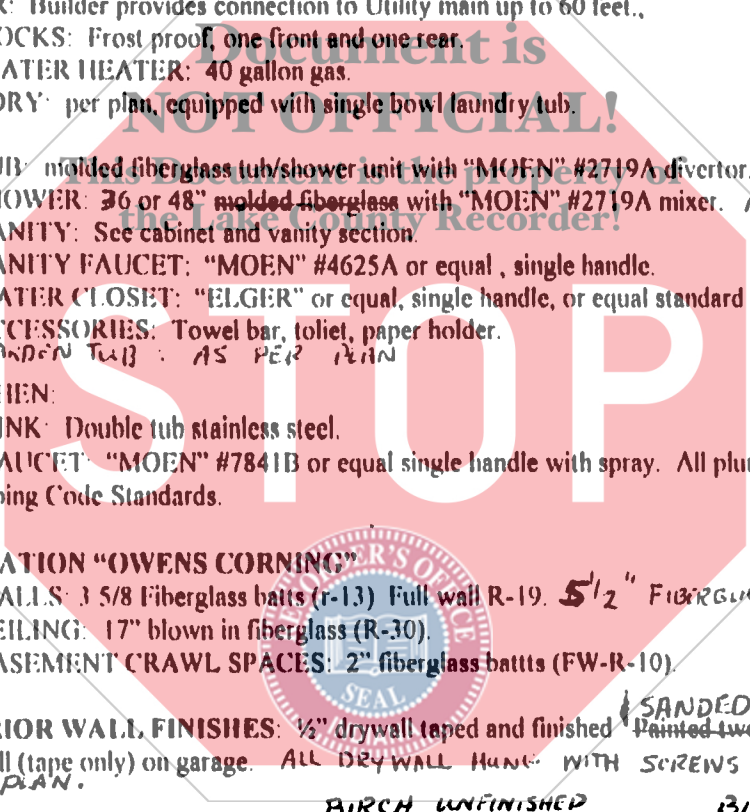 R: Builder provides connection to Utility main up to 60 feet.,
OCKS: Frost proof, one front and one rear.
Document is
ATER HEATER: 40 gallon gas.
DRY: per plan, equipped with single bowl laundry tub.
NOT OFFICIAL!
UB: molded fiberglass tub/shower unit with "MOEN" #2719A divertor.
This Document is the property of
HOWER: 36 or 48" molded fiberglass with "MOEN" #2719A mixer.
the Lake County Recorder!
ANITY: See cabinet and vanity section.
ANITY FAUCET: "MOEN" #4625A or equal , single handle.
ATER CLOSET: "ELGER" or equal, single handle, or equal standard
CCESSORIES: Towel bar, toliet, paper holder.
ARDEN TUB : AS PER PLAN
STOP
HEN:
INK: Double tub stainless steel.
AUCET: "MOEN" #7841B or equal single handle with spray. All plu
bing Code Standards.
ATION "OWENS CORNING"
ALLS: 3 5/8 Fiberglass batts (r-13) Full wall R-19. 5 1/2" FIBERGLA
EILING: 17" blown in fiberglass (R-30).
ASEMENT CRAWL SPACES: 2" fiberglass battts (FW-R-10).
RECORDER'S OFFICE
SEAL
SANDED
RIOR WALL FINISHES: ½" drywall taped and finished Painted two
ll (tape only) on garage. ALL DRYWALL HUNG WITH SCREWS
PLAN.
BIRCH UNFINISHED